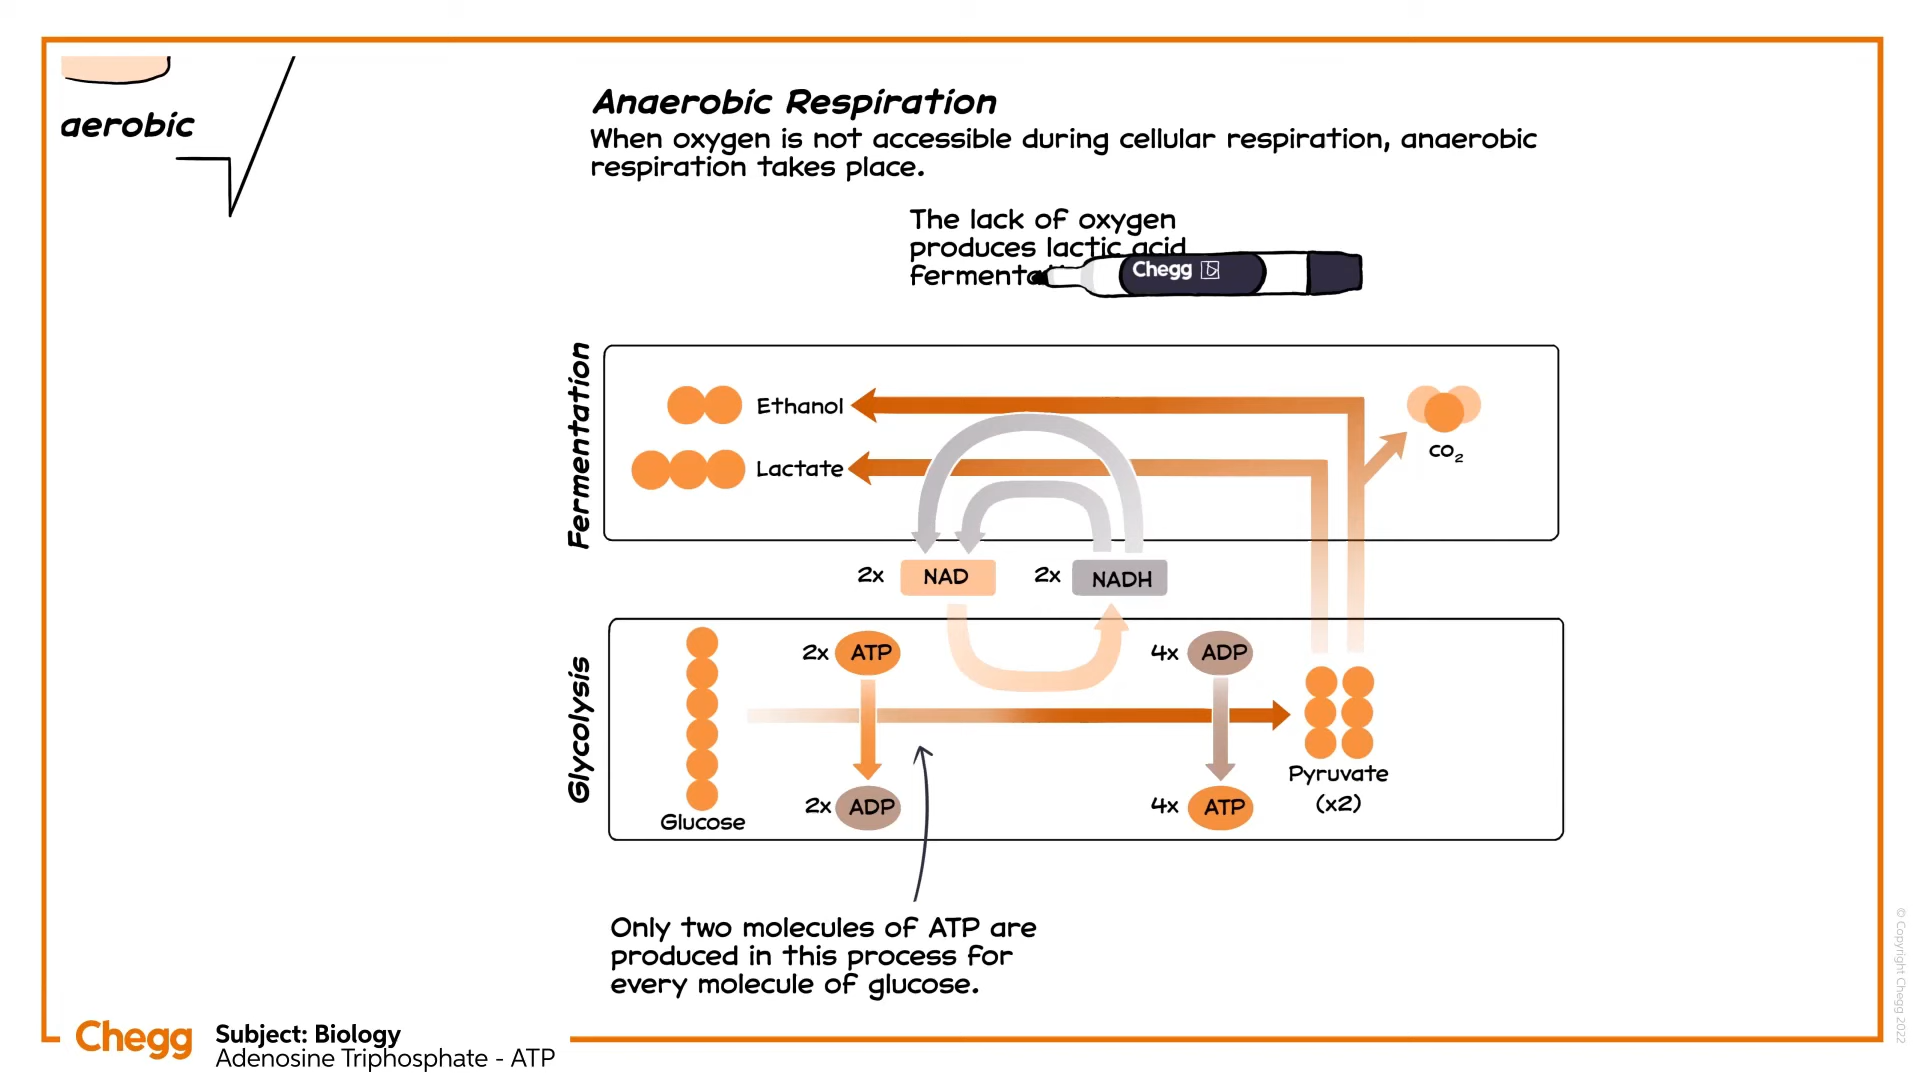 aerobic
Anaerobic Respiration
When oxygen is not accessible during cellular respiration, anaerobic
respiration takes place.
The lack of oxygen
produces lactic acid
fermenta
Chegg
Fermentation
Ethanol
Lactate
CO₂
2x NAD
2x NADH
Glycolysis
Glucose
2x ATP
2x ADP
4x ADP
4x ATP
Pyruvate
(x2)
Only two molecules of ATP are
produced in this process for
every molecule of glucose.
Chegg
Subject: Biology
Adenosine Triphosphate - ATP
© Copyright Chegg 2022